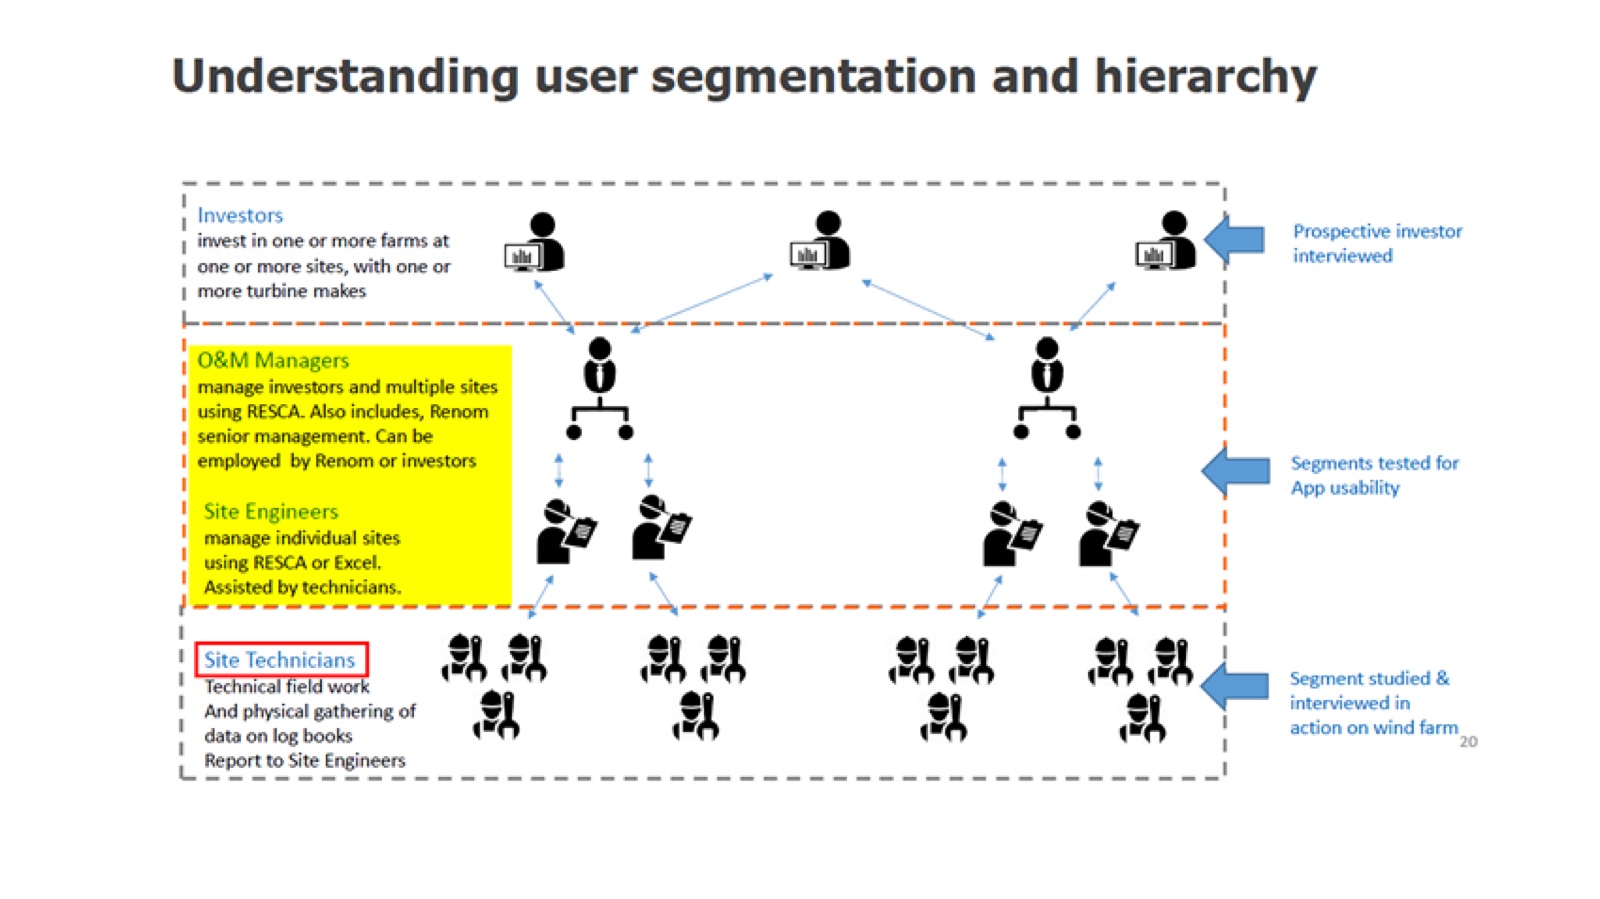 Understanding user segmentation and hierarchy
Investors
invest in one or more farms at
one or more sites, with one or
more turbine makes
Prospective investor
interviewed
O&M Managers
manage investors and multiple sites
using RESCA. Also includes, Renom
senior management. Can be
employed by Renom or investors
Site Engineers
manage individual sites
using RESCA or Excel.
Assisted by technicians.
Segments tested for
App usability
Site Technicians
Technical field work
And physical gathering of
data on log books
Report to Site Engineers
Segment studied &
interviewed in
action on wind farm
20